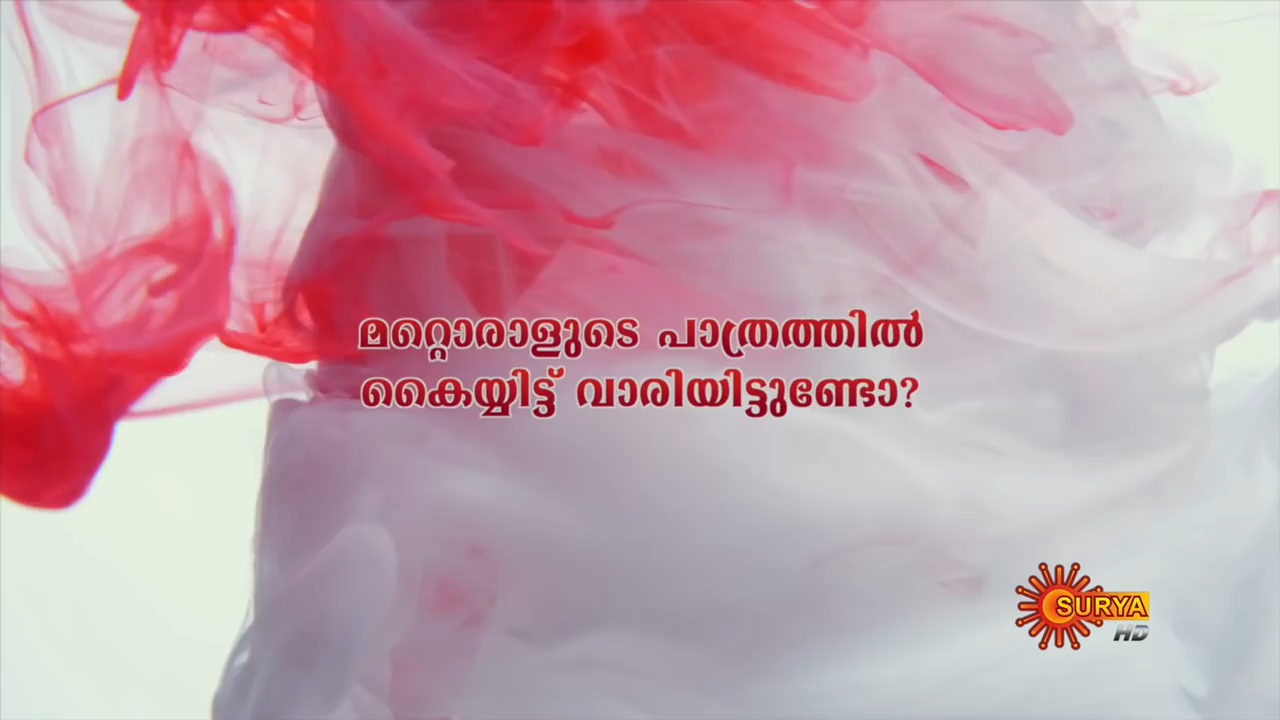 മറ്റൊരാളുടെ പാത്രത്തിൽ
കൈയ്യിട്ട് വാരിയിട്ടുണ്ടോ?
SURYA
HD